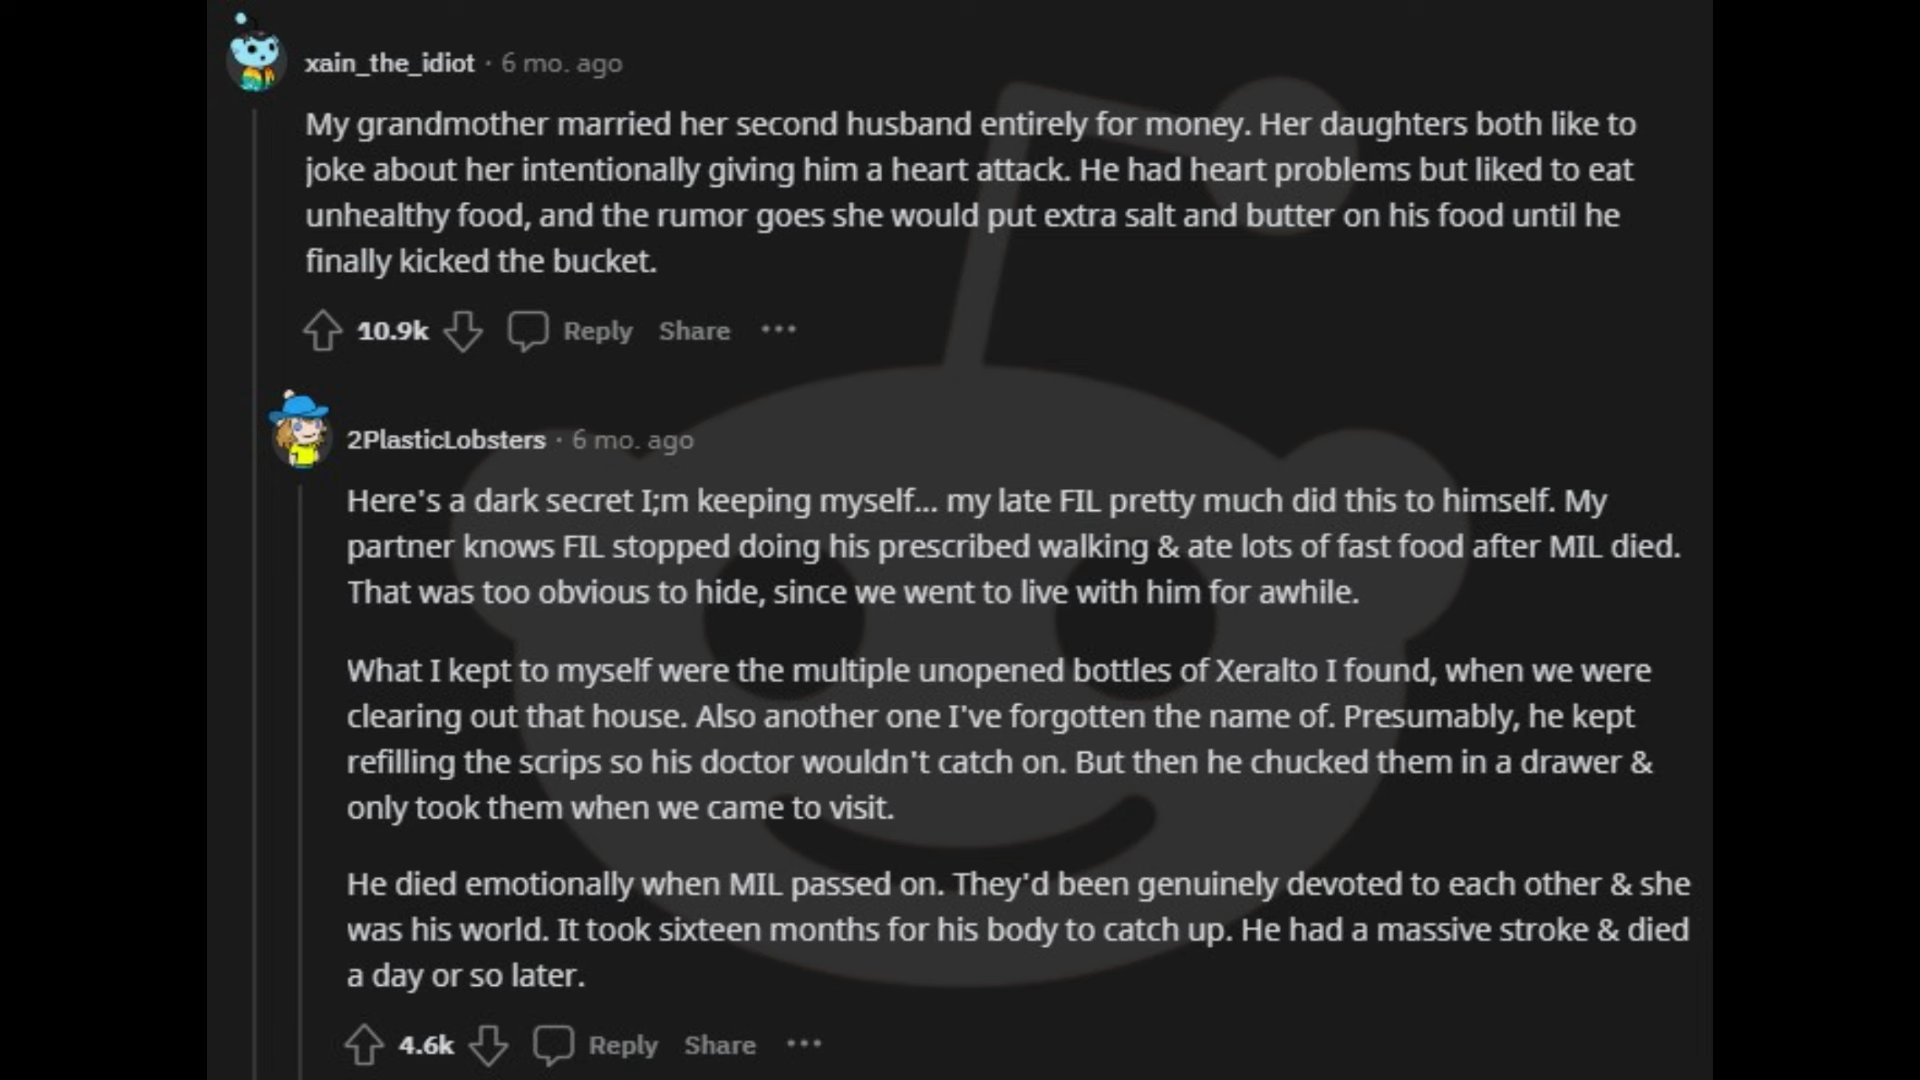 xain_the_idiot · 6 mo. ago
My grandmother married her second husband entirely for money. Her daughters both like to
joke about her intentionally giving him a heart attack. He had heart problems but liked to eat
unhealthy food, and the rumor goes she would put extra salt and butter on his food until he
finally kicked the bucket.
10.9k Reply Share ···
2PlasticLobsters · 6 mo. ago
Here's a dark secret I;m keeping myself... my late FIL pretty much did this to himself. My
partner knows FIL stopped doing his prescribed walking & ate lots of fast food after MIL died.
That was too obvious to hide, since we went to live with him for awhile.
What I kept to myself were the multiple unopened bottles of Xeralto I found, when we were
clearing out that house. Also another one I've forgotten the name of. Presumably, he kept
refilling the scrips so his doctor wouldn't catch on. But then he chucked them in a drawer &
only took them when we came to visit.
He died emotionally when MIL passed on. They'd been genuinely devoted to each other & she
was his world. It took sixteen months for his body to catch up. He had a massive stroke & died
a day or so later.
4.6k Reply Share ···